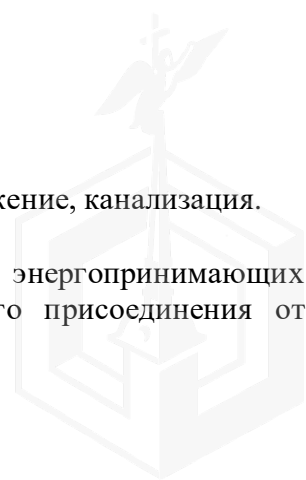 жение, канализация.
энергопринимающих
го присоединения от